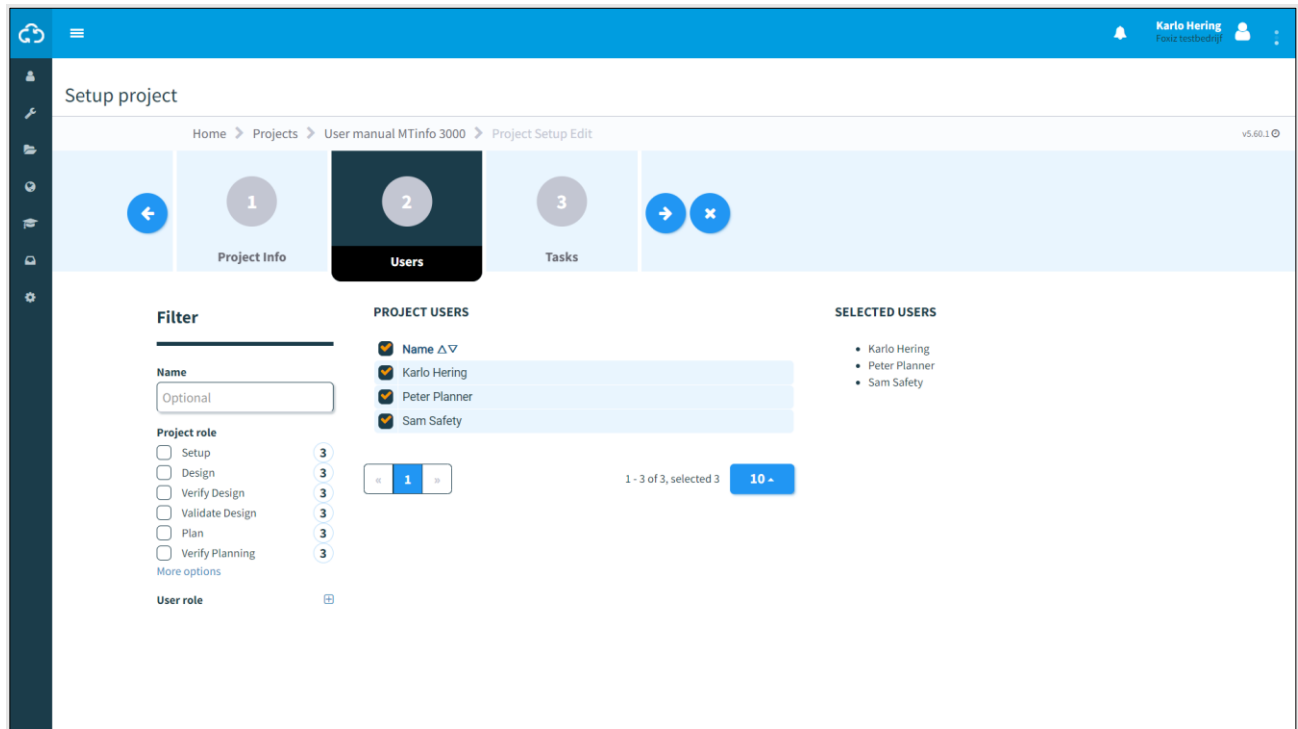 Karlo Hering
Foxiz testbedrijf
Setup project
Home Projects User manual MTinfo 3000 Project Setup Edit
v5.60.1
1
Project Info
2
Users
3
Tasks
Filter
Name
Optional
Project role
Setup 3
Design 3
Verify Design 3
Validate Design 3
Plan 3
Verify Planning 3
More options
User role
PROJECT USERS
Name
Karlo Hering
Peter Planner
Sam Safety
« 1 »
1 - 3 of 3, selected 3
10
SELECTED USERS
• Karlo Hering
• Peter Planner
• Sam Safety